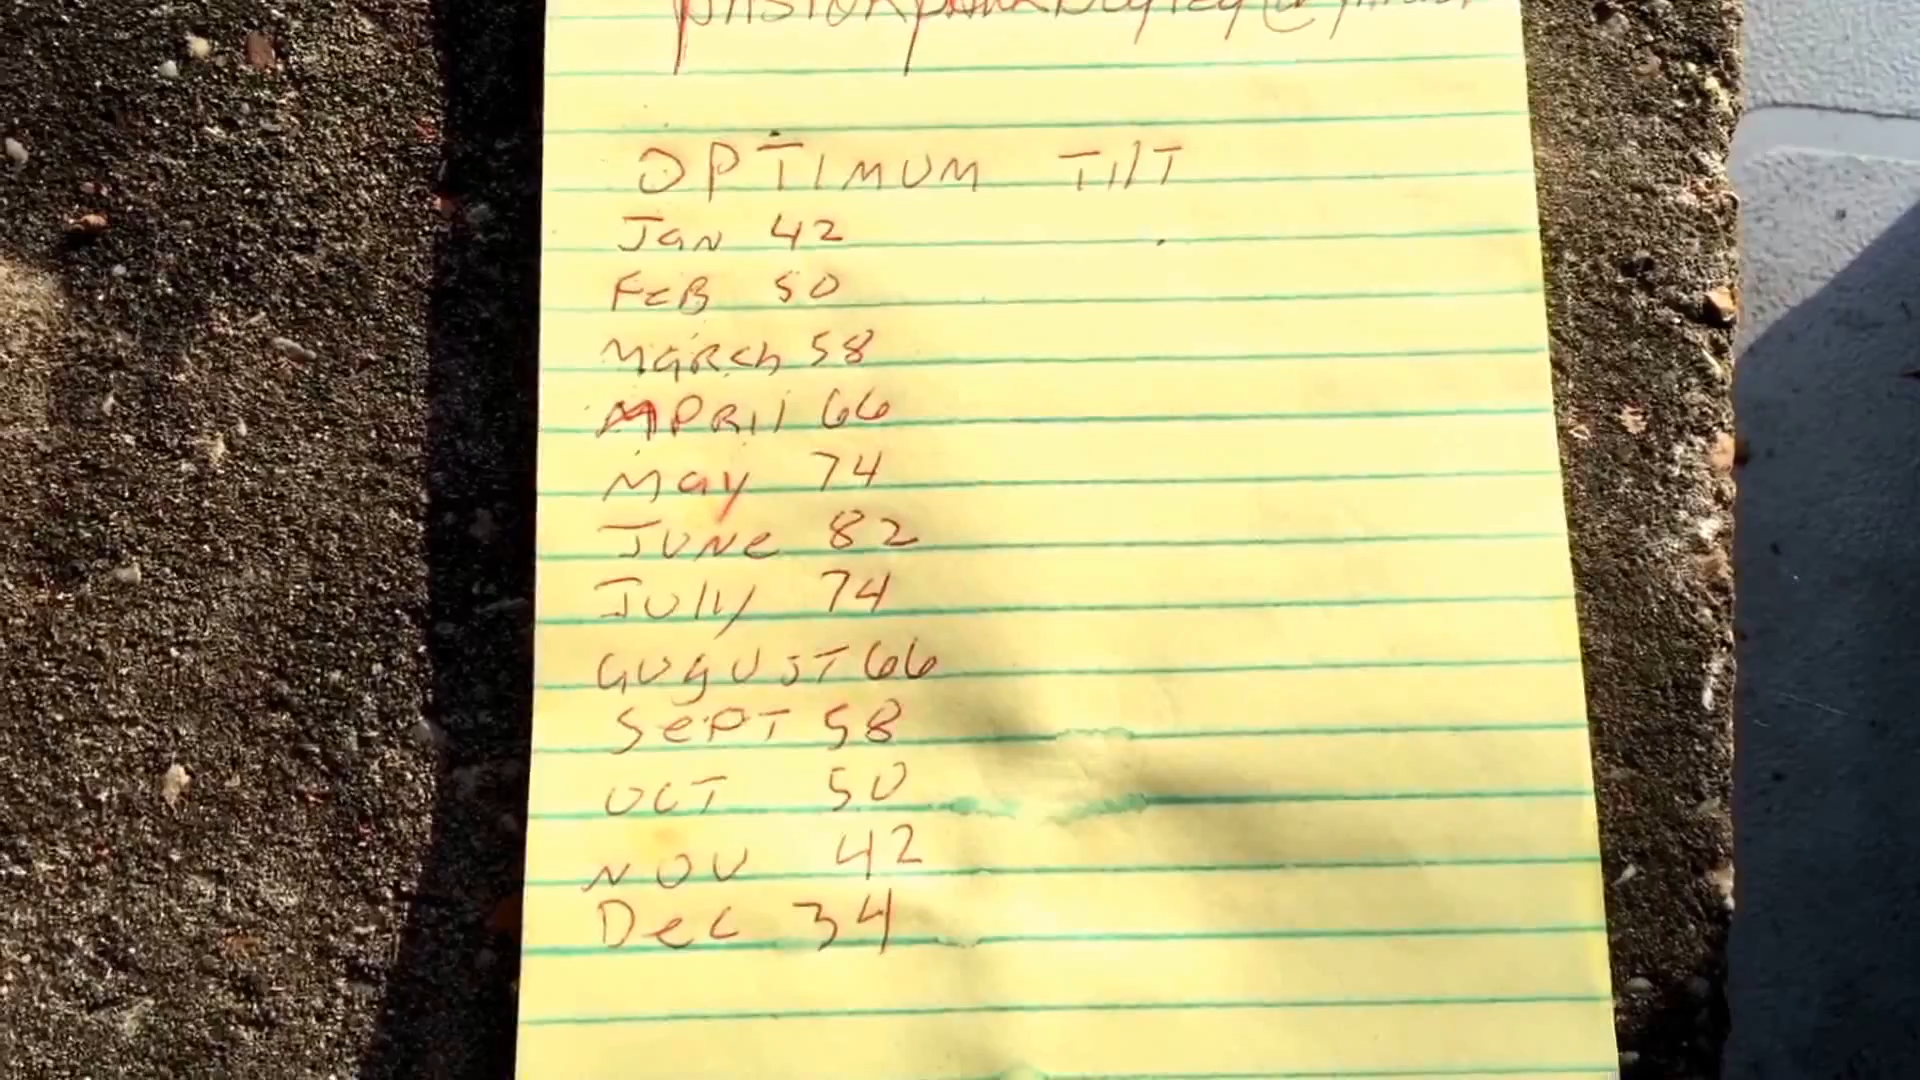 OPTIMUM TILT
JAN 42
FEB 50
MARCH 58
APRIL 66
MAY 74
JUNe 82
JULY 74
AUgUST 66
SePT 58
OCT 50
NOV 42
Dec 34